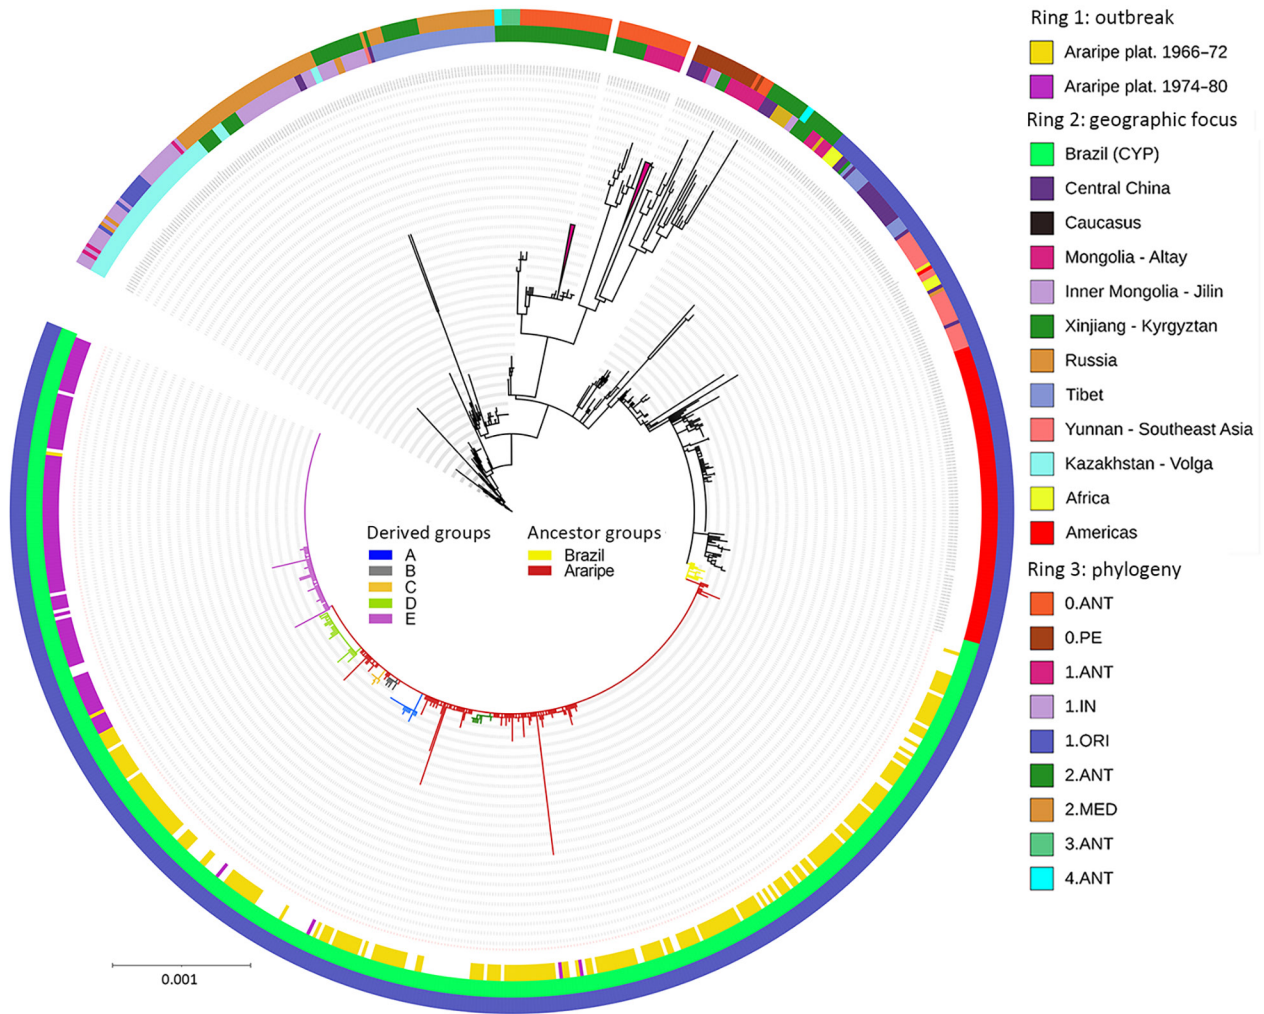 Ring 1: outbreak
Araripe plat. 1966–72
Araripe plat. 1974-80
Ring 2: geographic focus
Brazil (CYP)
Central China
Caucasus
Mongolia - Altay
Inner Mongolia - Jilin
Xinjiang - Kyrgyztan
Russia
Tibet
Yunnan - Southeast Asia
Kazakhstan - Volga
Africa
Americas
Ring 3: phylogeny
0.ANT
0.PE
1.ANT
1.IN
1.ORI
2.ANT
2.MED
3.ANT
4.ANT
Derived groups
A
B
C
D
E
Ancestor groups
Brazil
Araripe
0.001